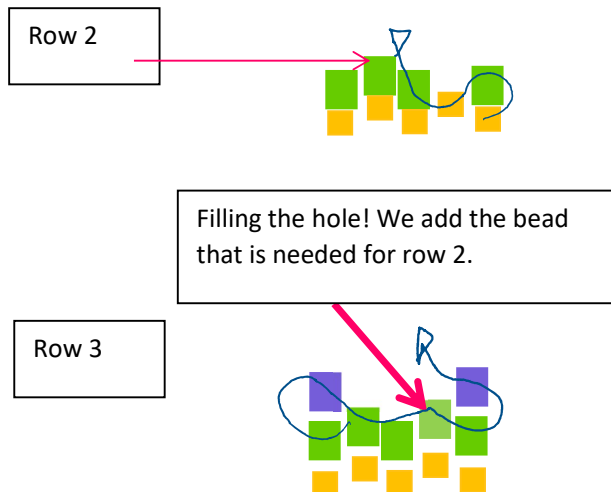 Row 2
Filling the hole! We add the bead
that is needed for row 2.
Row 3